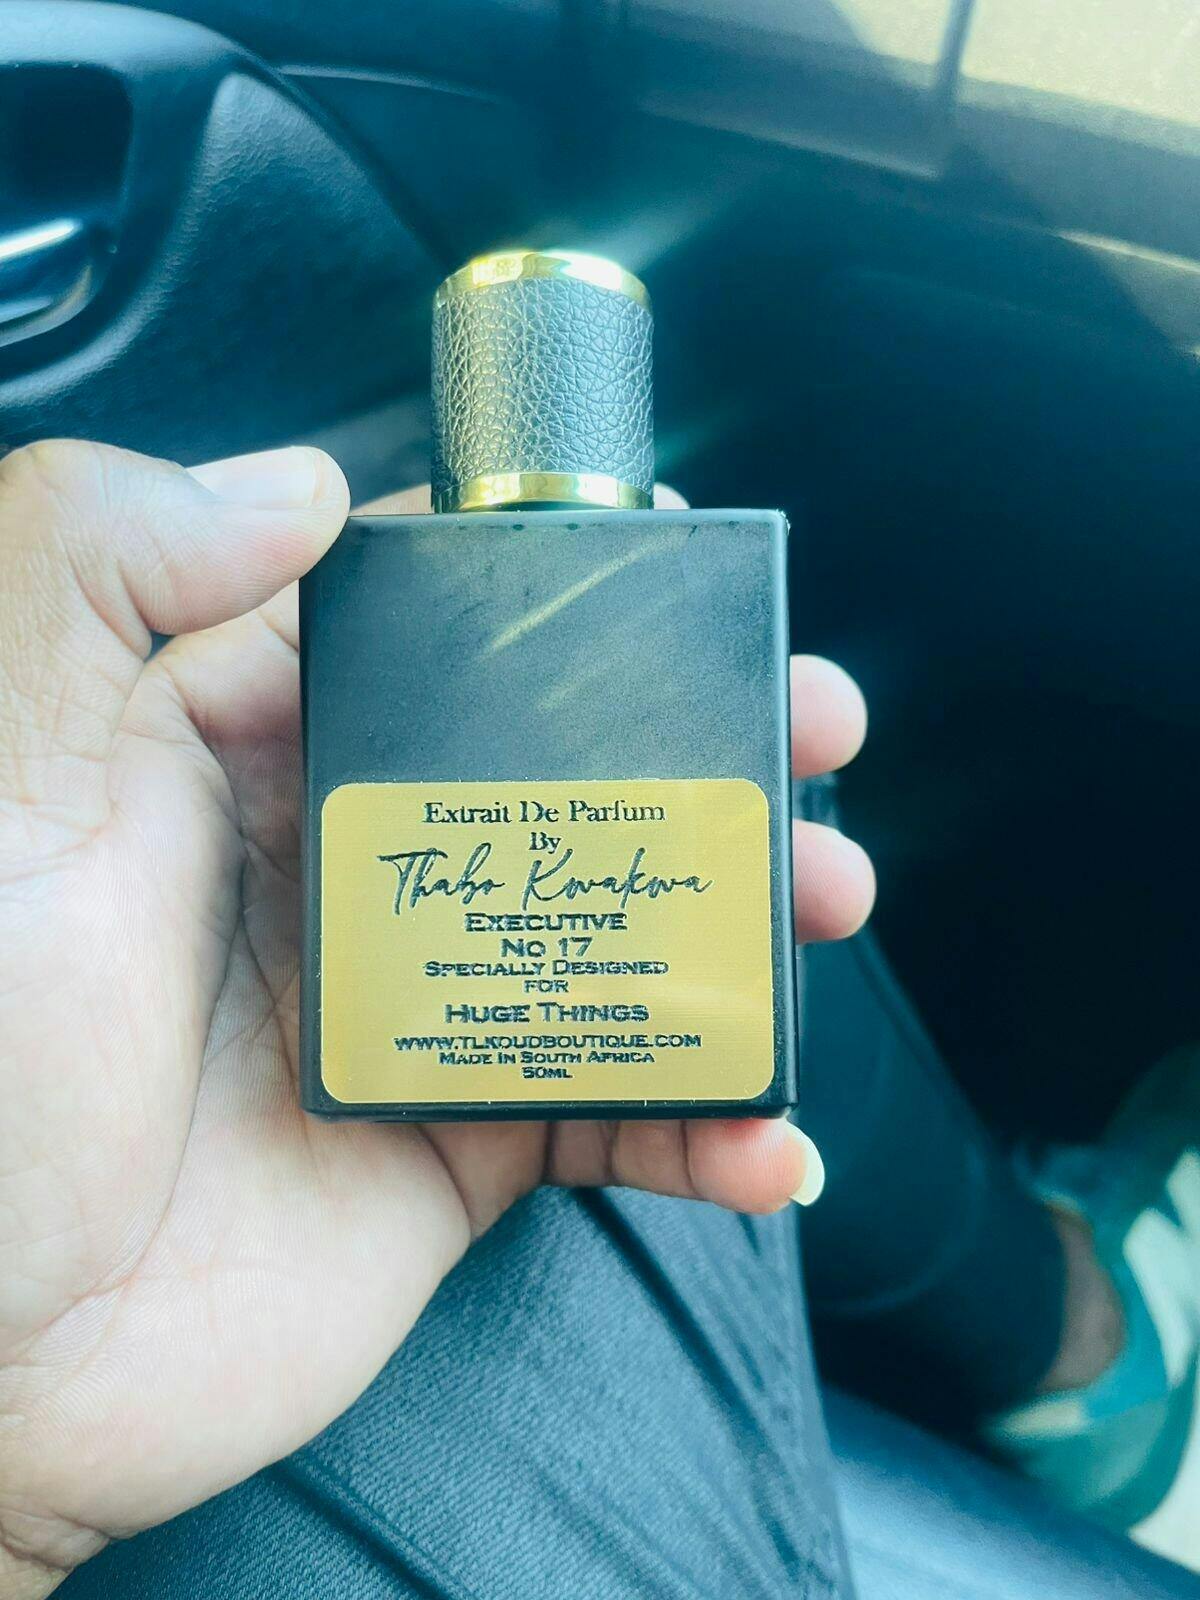 Extrait De Parfum
By
Thabo Kwakwa
EXECUTIVE
NO 17
SPECIALLY DESIGNED
FOR
HUGE THINGS
WWW.TLKOUDBOUTIQUE.COM
MADE IN SOUTH AFRICA
50ML